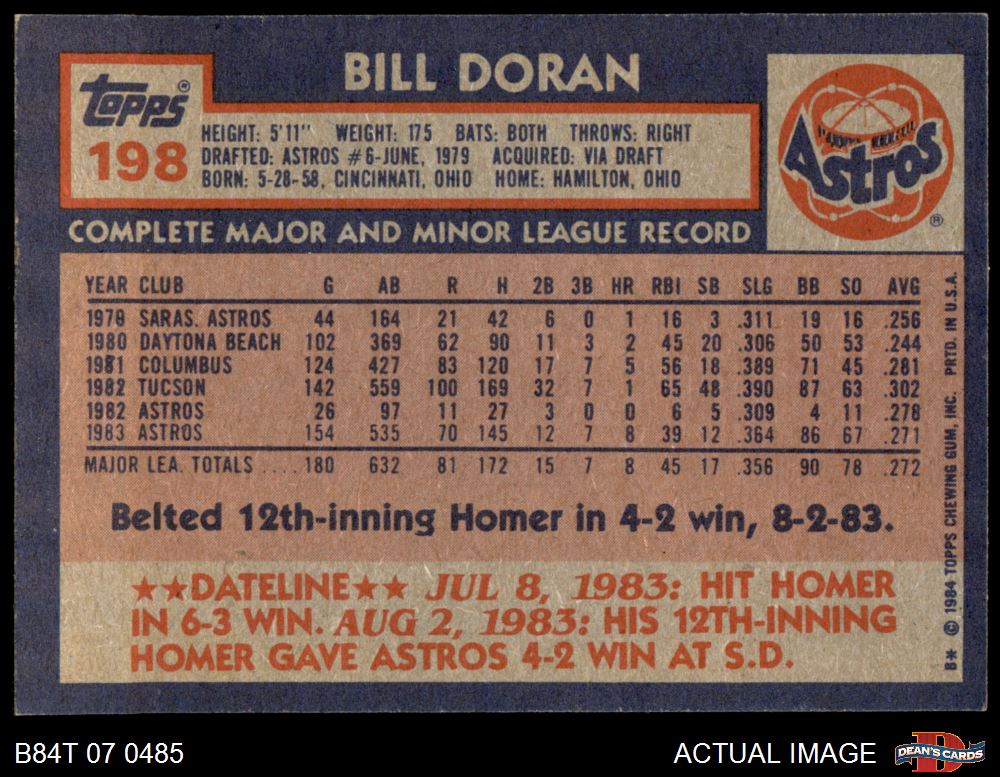 BILL DORAN
topps®
198
HEIGHT: 5'11" WEIGHT: 175 BATS: BOTH THROWS: RIGHT
DRAFTED: ASTROS #6-JUNE, 1979 ACQUIRED: VIA DRAFT
BORN: 5-28-58, CINCINNATI, OHIO HOME: HAMILTON, OHIO
Astros
®
COMPLETE MAJOR AND MINOR LEAGUE RECORD
YEAR CLUB G AB R H 2B 3B HR RBI SB SLG BB SO AVG
1979 SARAS. ASTROS 44 164 21 42 6 0 1 16 3 .311 19 16 .256
1980 DAYTONA BEACH 102 369 62 90 11 3 2 45 20 .306 50 53 .244
1981 COLUMBUS 124 427 83 120 16 7 5 56 18 .389 71 45 .281
1982 TUCSON 142 559 100 169 32 7 1 65 48 .390 87 63 .302
1982 ASTROS 26 97 11 27 3 0 0 6 5 .309 4 11 .278
1983 ASTROS 154 535 70 145 12 7 8 39 12 .364 86 67 .271
MAJOR LEA. TOTALS .... 180 632 81 172 15 7 8 45 17 .356 90 78 .272
Belted 12th-inning Homer in 4-2 win, 8-2-83.
★★DATELINE★★ JUL 8, 1983: HIT HOMER
IN 6-3 WIN. AUG 2, 1983: HIS 12TH-INNING
HOMER GAVE ASTROS 4-2 WIN AT S.D.
B* © 1984 TOPPS CHEWING GUM, INC. PRTD. IN U.S.A.
B84T 07 0485
ACTUAL IMAGE
DEAN'S CARDS